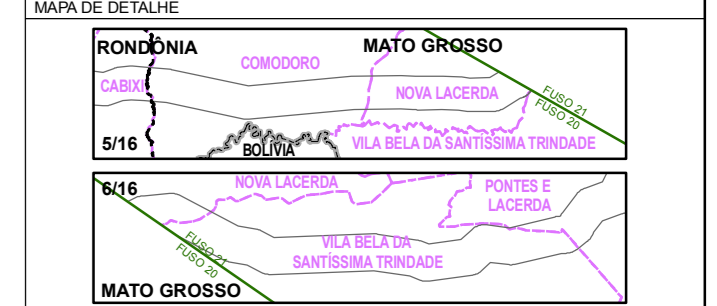 MAPA DE DETALHE
RONDÔNIA
MATO GROSSO
COMODORO
CABIXI
NOVA LACERDA
FUSO 21
FUSO 20
5/16
BOLÍVIA
VILA BELA DA SANTÍSSIMA TRINDADE
6/16
NOVA LACERDA
PONTES E
LACERDA
VILA BELA DA
SANTÍSSIMA TRINDADE
FUSO 21
FUSO 20
MATO GROSSO